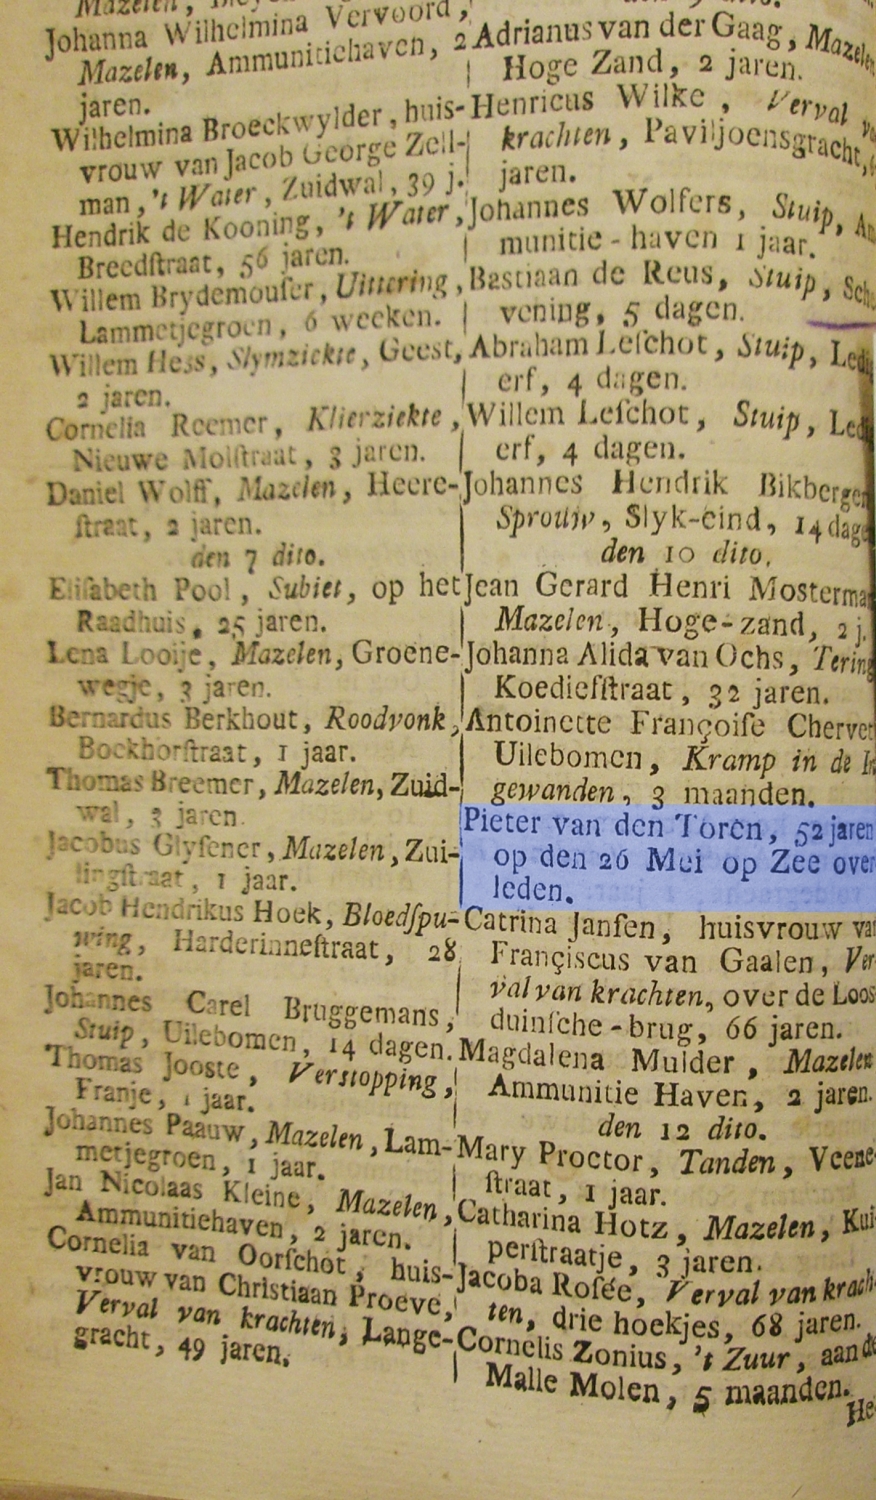 Mazelen,
Johanna Wilhelmina Vervoord,
Mazelen, Ammunitiehaven, 2
jaren.
Wilhelmina Broeckwylder, huis-
vrouw van Jacob George Zell-
man, 't Water, Zuidwal, 39 j.
Hendrik de Kooning, 't Water,
Breedſtraat, 56 jaren.
Willem Brydemouſer, Uittering,
Lammetjegroen, 6 weeken.
Willem Hess, Slymziekte, Geest,
2 jaren.
Cornelia Reemer, Klierziekte,
Nieuwe Molſtraat, 3 jaren.
Daniel Wolff, Mazelen, Heere-
ſtraat, 2 jaren.
den 7 dito.
Eliſabeth Pool, Subiet, op het
Raadhuis, 25 jaren.
Lena Looije, Mazelen, Groene-
wegje, 3 jaren.
Bernardus Berkhout, Roodvonk,
Bockhorſtraat, 1 jaar.
Thomas Breemer, Mazelen, Zuid-
wal, 3 jaren.
Jacobus Glyſener, Mazelen, Zui-
lingſtraat, 1 jaar.
Jacob Hendrikus Hoek, Bloedſpu-
wing, Harderinneſtraat, 28
jaren.
Johannes Carel Bruggemans,
Stuip, Uilebomen, 14 dagen.
Thomas Jooste, Verstopping,
Franje, 1 jaar.
Johannes Paauw, Mazelen, Lam-
metjegroen, 1 jaar.
Jan Nicolaas Kleine, Mazelen,
Ammunitiehaven, 2 jaren.
Cornelia van Oorſchot, huis-
vrouw van Christiaan Proeve,
Verval van krachten, Lange-
gracht, 49 jaren.
Adrianus van der Gaag, Mazelen
Hoge Zand, 2 jaren.
Henricus Wilke, Verval
krachten, Paviljoensgracht,
jaren.
Johannes Wolfers, Stuip, Am
munitie-haven 1 jaar.
Bastiaan de Reus, Stuip, Sch
vening, 5 dagen.
Abraham Leſchot, Stuip, Led
erf, 4 dagen.
Willem Leſchot, Stuip, Led
erf, 4 dagen.
Johannes Hendrik Bikberge
Sprouw, Slyk-eind, 14 dage
den 10 dito.
Jean Gerard Henri Mosterma
Mazelen, Hoge-zand, 2 j.
Johanna Alida van Ochs, Tering
Koedieſſtraat, 32 jaren.
Antoinette Françoiſe Cherve
Uilebomen, Kramp in de In
gewanden, 3 maanden.
Pieter van den Toren, 52 jaren
op den 26 Mei op Zee over
leden.
Catrina Janſen, huisvrouw va
Françiscus van Gaalen, Ver
val van krachten, over de Loos
duinſche-brug, 66 jaren.
Magdalena Mulder, Mazelen
Ammunitie Haven, 2 jaren.
den 12 dito.
Mary Proctor, Tanden, Veene
ſtraat, 1 jaar.
Catharina Hotz, Mazelen, Kui
perſtraatje, 3 jaren.
Jacoba Roſée, Verval van krach
ten, drie hoekjes, 68 jaren.
Cornelis Zonius, 't Zuur, aan de
Malle Molen, 5 maanden.
He